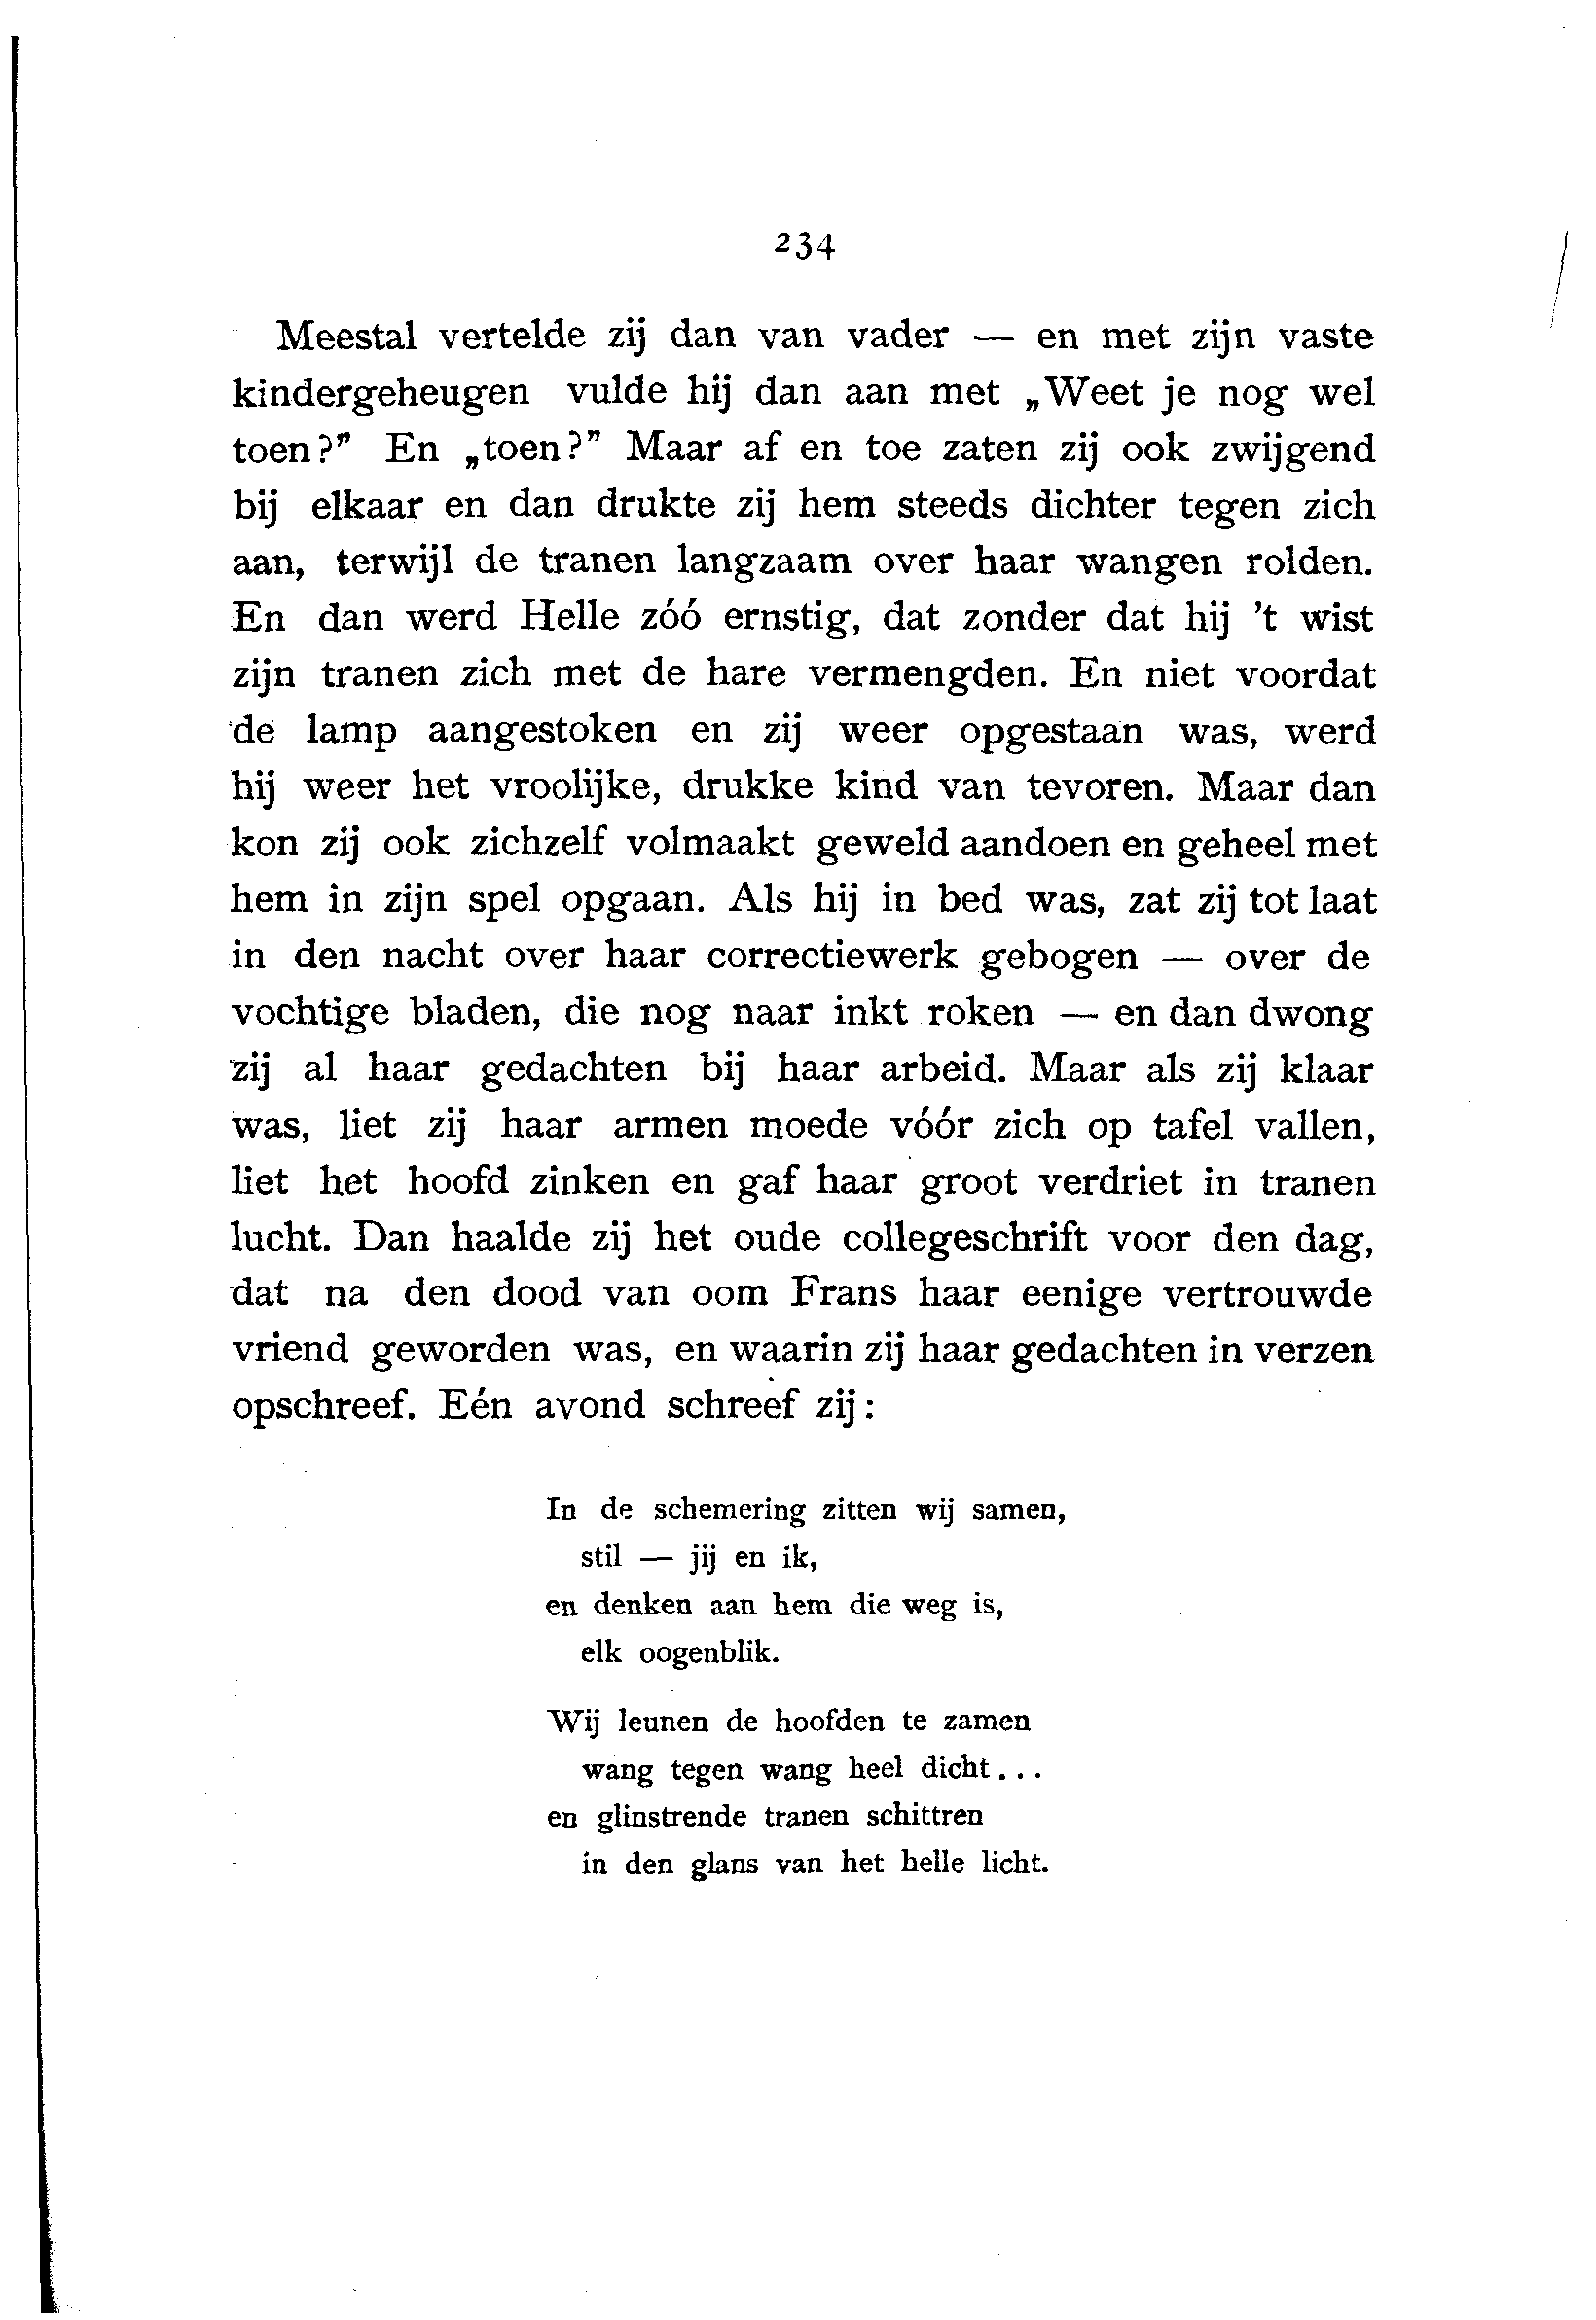 234
Meestal vertelde zij dan van vader — en met zijn vaste
kindergeheugen vulde hij dan aan met „Weet je nog wel
toen?” En „toen?” Maar af en toe zaten zij ook zwijgend
bij elkaar en dan drukte zij hem steeds dichter tegen zich
aan, terwijl de tranen langzaam over haar wangen rolden.
En dan werd Helle zóó ernstig, dat zonder dat hij 't wist
zijn tranen zich met de hare vermengden. En niet voordat
de lamp aangestoken en zij weer opgestaan was, werd
hij weer het vroolijke, drukke kind van tevoren. Maar dan
kon zij ook zichzelf volmaakt geweld aandoen en geheel met
hem in zijn spel opgaan. Als hij in bed was, zat zij tot laat
in den nacht over haar correctiewerk gebogen — over de
vochtige bladen, die nog naar inkt roken — en dan dwong
zij al haar gedachten bij haar arbeid. Maar als zij klaar
was, liet zij haar armen moede vóór zich op tafel vallen,
liet het hoofd zinken en gaf haar groot verdriet in tranen
lucht. Dan haalde zij het oude collegeschrift voor den dag,
dat na den dood van oom Frans haar eenige vertrouwde
vriend geworden was, en waarin zij haar gedachten in verzen
opschreef. Eén avond schreef zij:
In de schemering zitten wij samen,
stil — jij en ik,
en denken aan hem die weg is,
elk oogenblik.
Wij leunen de hoofden te zamen
wang tegen wang heel dicht...
en glinstrende tranen schittren
in den glans van het helle licht.